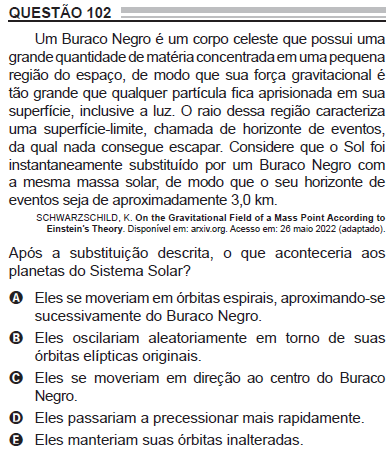 QUESTÃO 102
Um Buraco Negro é um corpo celeste que possui uma
grande quantidade de matéria concentrada em uma pequena
região do espaço, de modo que sua força gravitacional é
tão grande que qualquer partícula fica aprisionada em sua
superfície, inclusive a luz. O raio dessa região caracteriza
uma superfície-limite, chamada de horizonte de eventos,
da qual nada consegue escapar. Considere que o Sol foi
instantaneamente substituído por um Buraco Negro com
a mesma massa solar, de modo que o seu horizonte de
eventos seja de aproximadamente 3,0 km.
SCHWARZSCHILD, K. On the Gravitational Field of a Mass Point According to
Einstein's Theory. Disponível em: arxiv.org. Acesso em: 26 maio 2022 (adaptado).
Após a substituição descrita, o que aconteceria aos
planetas do Sistema Solar?
A Eles se moveriam em órbitas espirais, aproximando-se
sucessivamente do Buraco Negro.
B Eles oscilariam aleatoriamente em torno de suas
órbitas elípticas originais.
C Eles se moveriam em direção ao centro do Buraco
Negro.
D Eles passariam a precessionar mais rapidamente.
E Eles manteriam suas órbitas inalteradas.